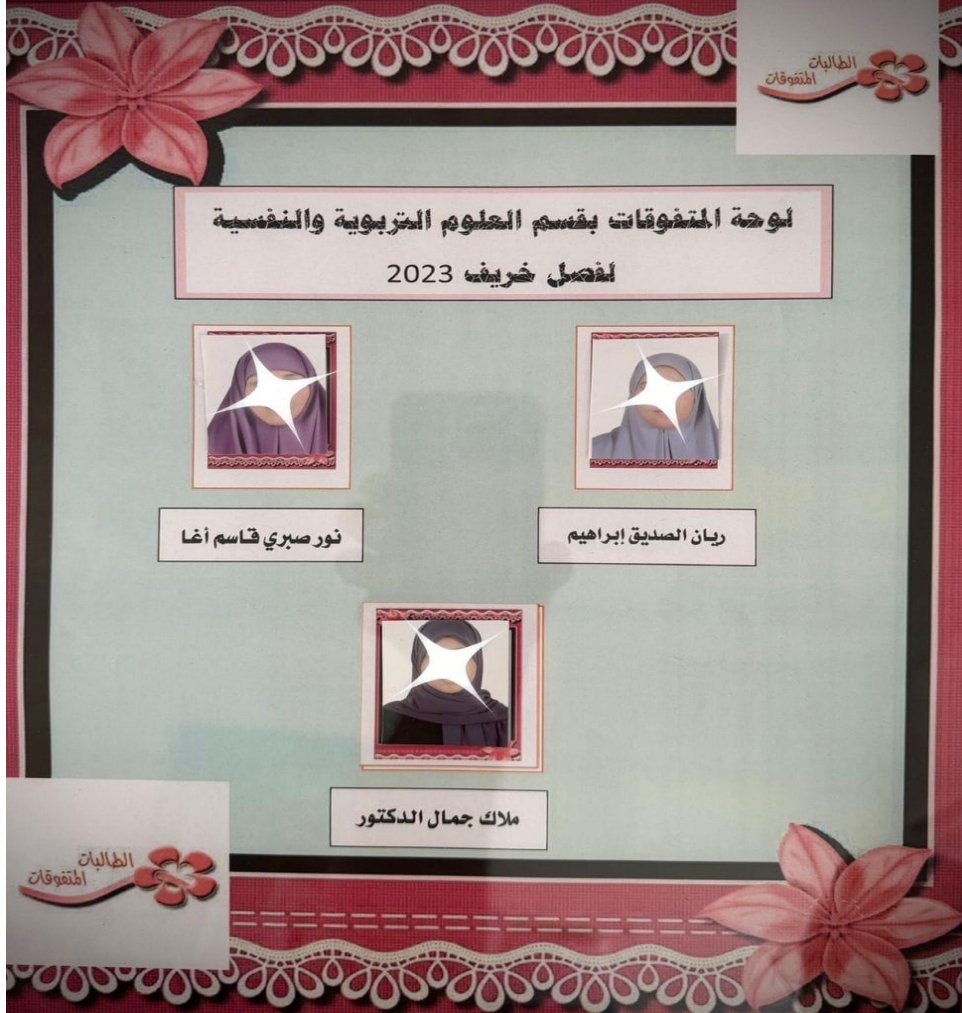 الطالبات
المتفوقات
لوحة المتفوقات بقسم العلوم التربوية والنفسية
لفصل خريف 2023
ريان الصديق إبراهيم
نور صبري قاسم أغا
ملاك جمال الدكتور
الطالبات
المتفوقات